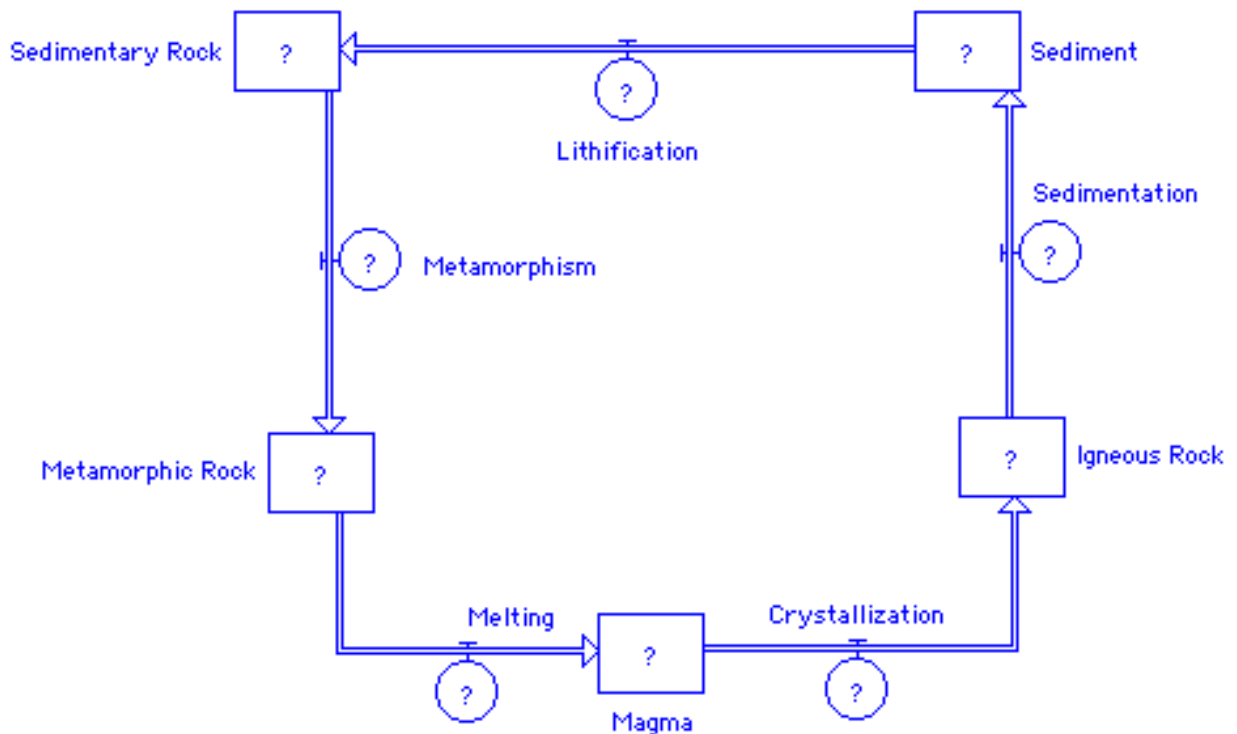 Sedimentary Rock
?
?
Sediment
?
Lithification
Sedimentation
?
Metamorphism
?
Metamorphic Rock
?
?
Igneous Rock
Melting
Crystallization
?
?
?
Magma